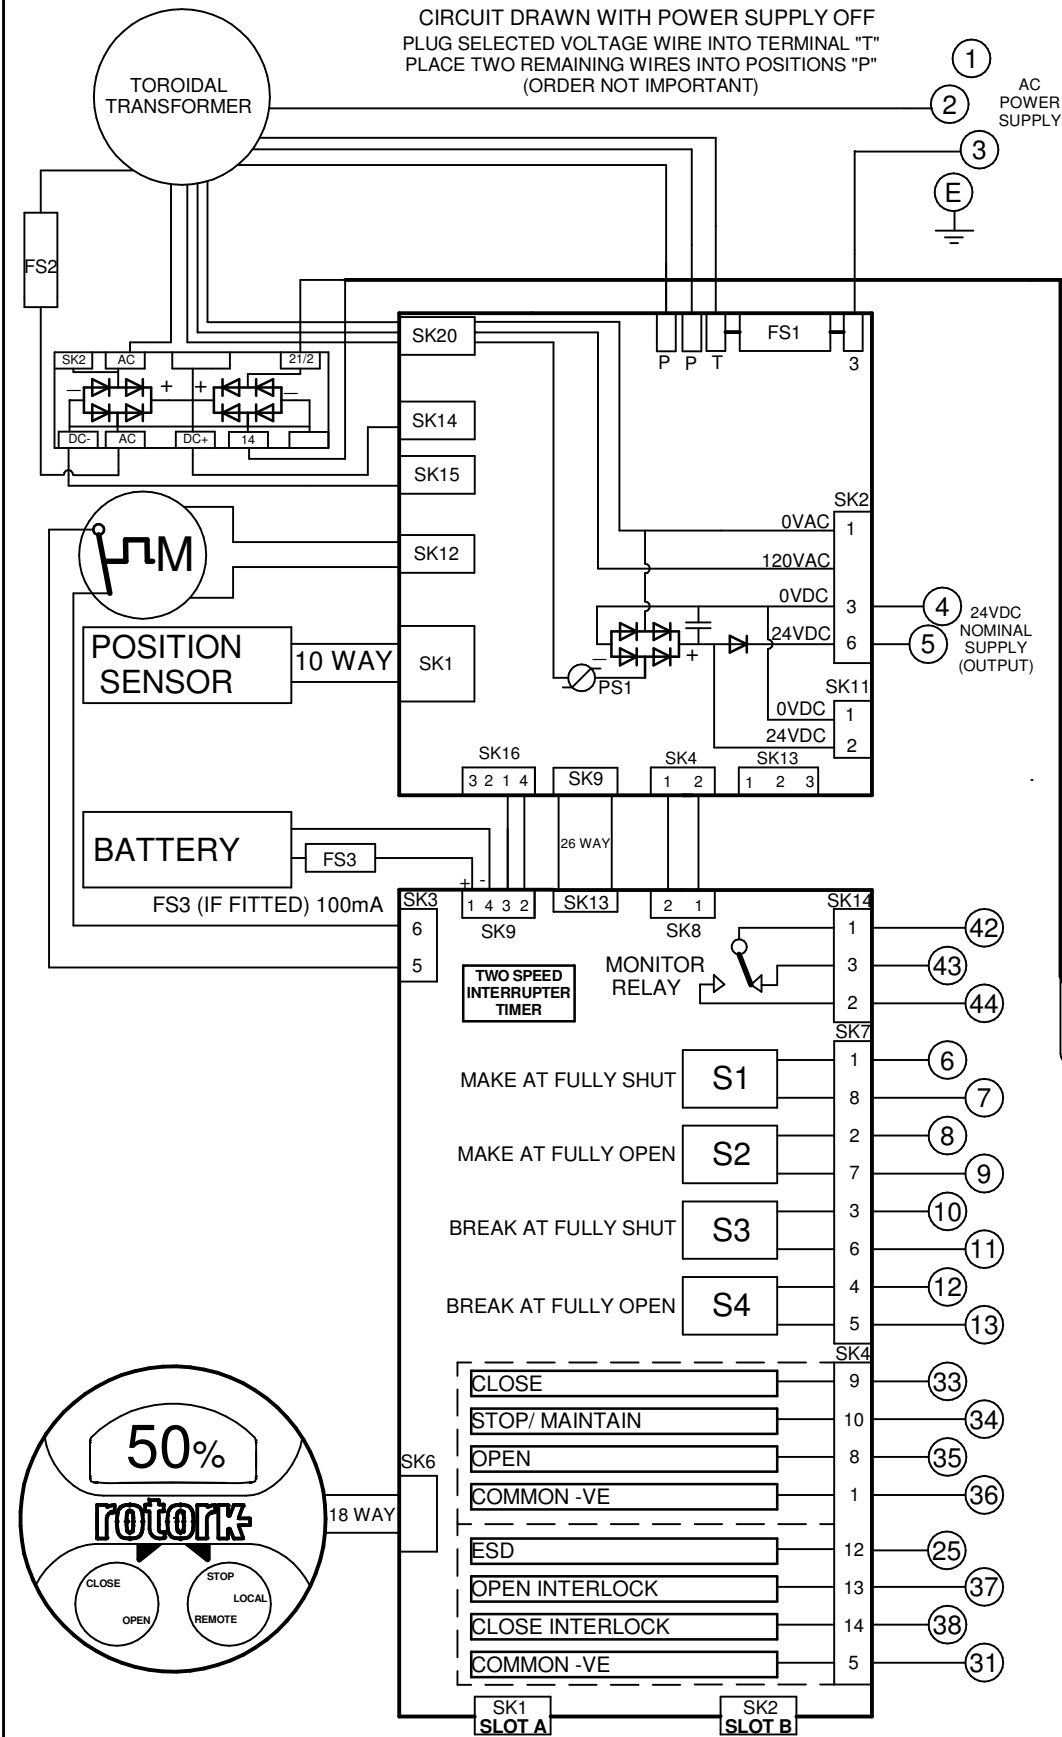 CIRCUIT DRAWN WITH POWER SUPPLY OFF
PLUG SELECTED VOLTAGE WIRE INTO TERMINAL "T"
PLACE TWO REMAINING WIRES INTO POSITIONS "P"
(ORDER NOT IMPORTANT)
TOROIDAL
TRANSFORMER
1
2
3
E
AC
POWER
SUPPLY
FS2
SK20
P P T
FS1
3
SK2 AC 21/2
− + + −
DC- AC DC+ 14
SK14
SK15
SK12
M
SK2
0VAC 1
120VAC
0VDC 3
24VDC 6
4
5
24VDC
NOMINAL
SUPPLY
(OUTPUT)
− +
PS1
POSITION
SENSOR
10 WAY
SK1
SK11
0VDC 1
24VDC 2
SK16
3 2 1 4
SK9
SK4
1 2
SK13
1 2 3
BATTERY
FS3
26 WAY
FS3 (IF FITTED) 100mA
+ -
SK3
6
5
1 4 3 2
SK9
SK13
2 1
SK8
TWO SPEED
INTERRUPTER
TIMER
MONITOR
RELAY
SK14
1 42
3 43
2 44
SK7
MAKE AT FULLY SHUT S1
1 6
8 7
MAKE AT FULLY OPEN S2
2 8
7 9
BREAK AT FULLY SHUT S3
3 10
6 11
BREAK AT FULLY OPEN S4
4 12
5 13
SK4
CLOSE 9 33
STOP/ MAINTAIN 10 34
OPEN 8 35
COMMON -VE 1 36
ESD 12 25
OPEN INTERLOCK 13 37
CLOSE INTERLOCK 14 38
COMMON -VE 5 31
50%
rotork
CLOSE
OPEN
STOP
LOCAL
REMOTE
18 WAY
SK6
SK1
SLOT A
SK2
SLOT B